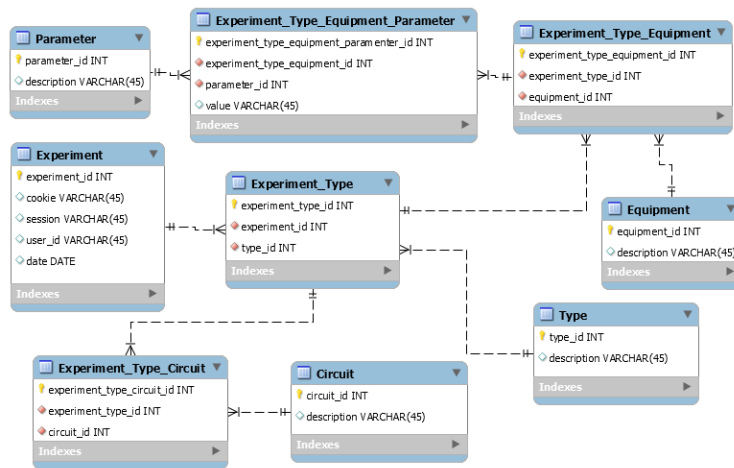 Parameter
parameter_id INT
description VARCHAR(45)
Indexes
Experiment_Type_Equipment_Parameter
experiment_type_equipment_paramenter_id INT
experiment_type_equipment_id INT
parameter_id INT
value VARCHAR(45)
Indexes
Experiment_Type_Equipment
experiment_type_equipment_id INT
experiment_type_id INT
equipment_id INT
Indexes
Experiment
experiment_id INT
cookie VARCHAR(45)
session VARCHAR(45)
user_id VARCHAR(45)
date DATE
Indexes
Experiment_Type
experiment_type_id INT
experiment_id INT
type_id INT
Indexes
Equipment
equipment_id INT
description VARCHAR(45)
Indexes
Type
type_id INT
description VARCHAR(45)
Indexes
Experiment_Type_Circuit
experiment_type_circuit_id INT
experiment_type_id INT
circuit_id INT
Indexes
Circuit
circuit_id INT
description VARCHAR(45)
Indexes